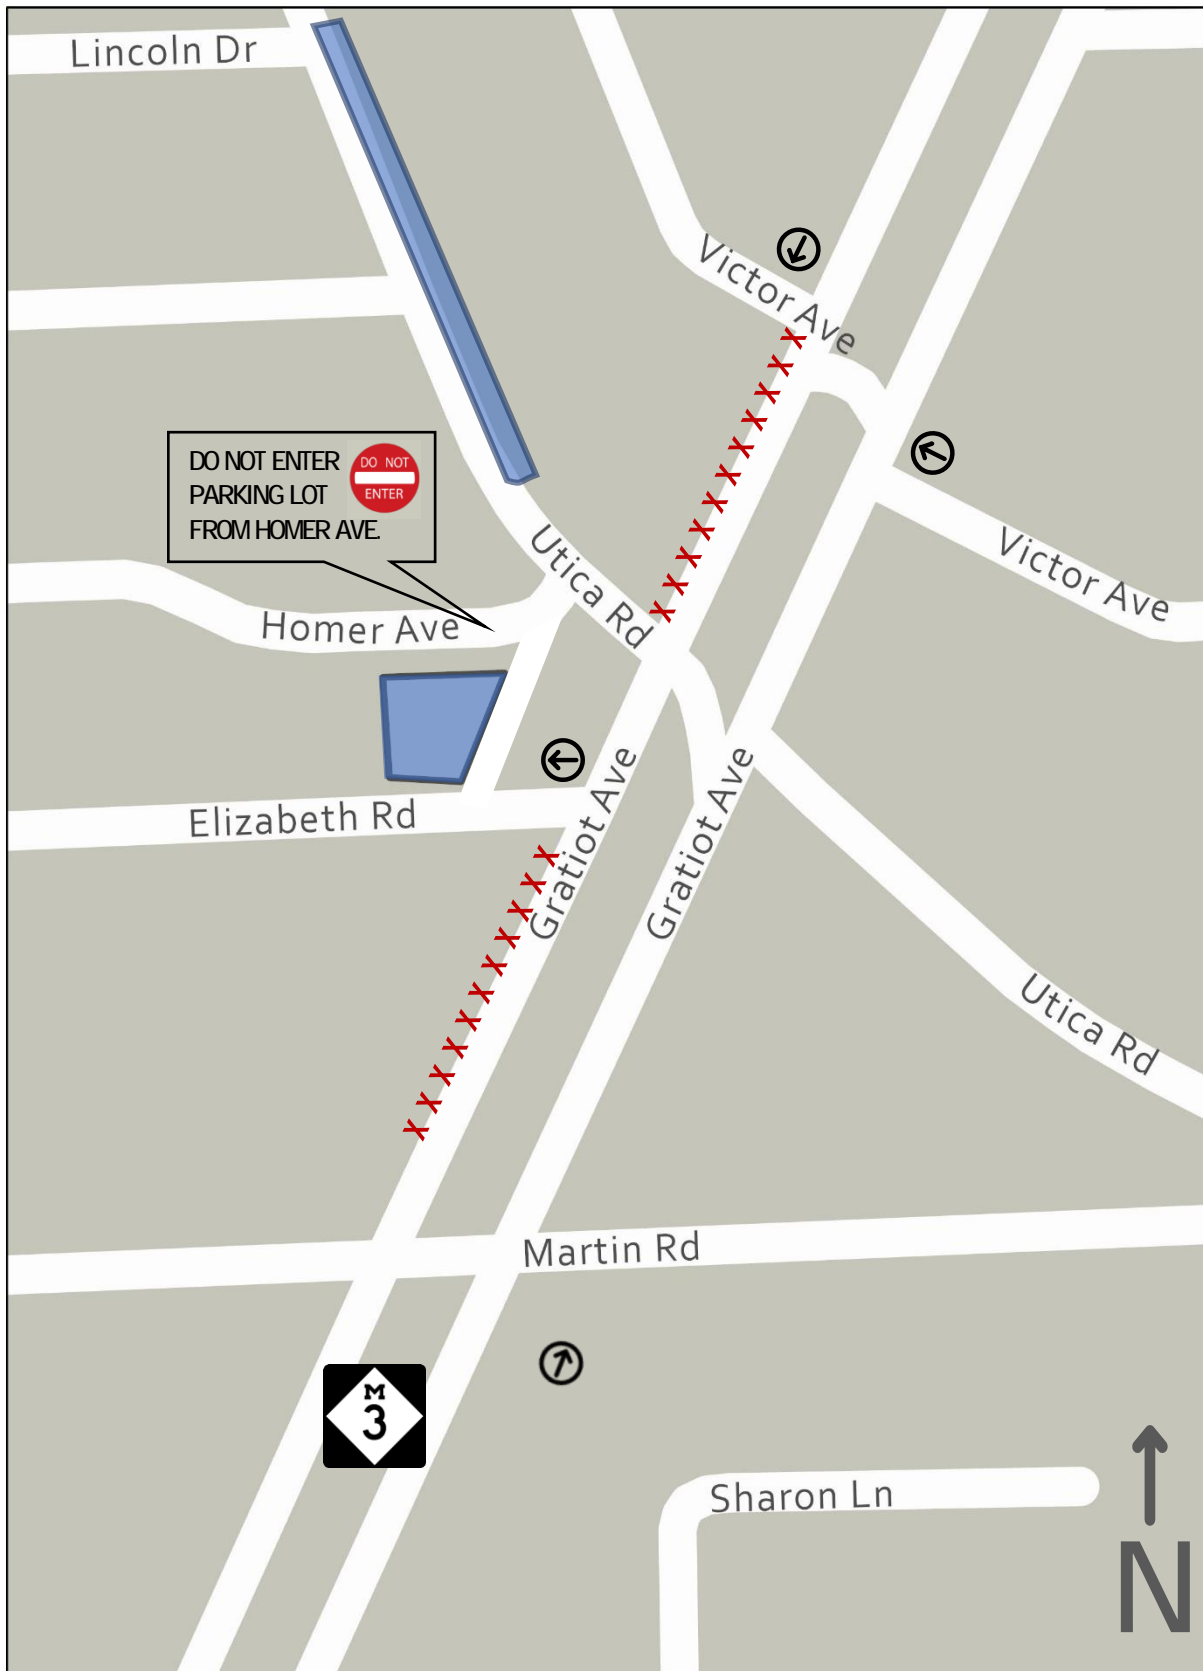 Lincoln Dr
Victor Ave
DO NOT ENTER
PARKING LOT
FROM HOMER AVE.
DO NOT
ENTER
Utica Rd
Victor Ave
Homer Ave
Elizabeth Rd
Gratiot Ave
Gratiot Ave
Utica Rd
Martin Rd
M
3
Sharon Ln
N